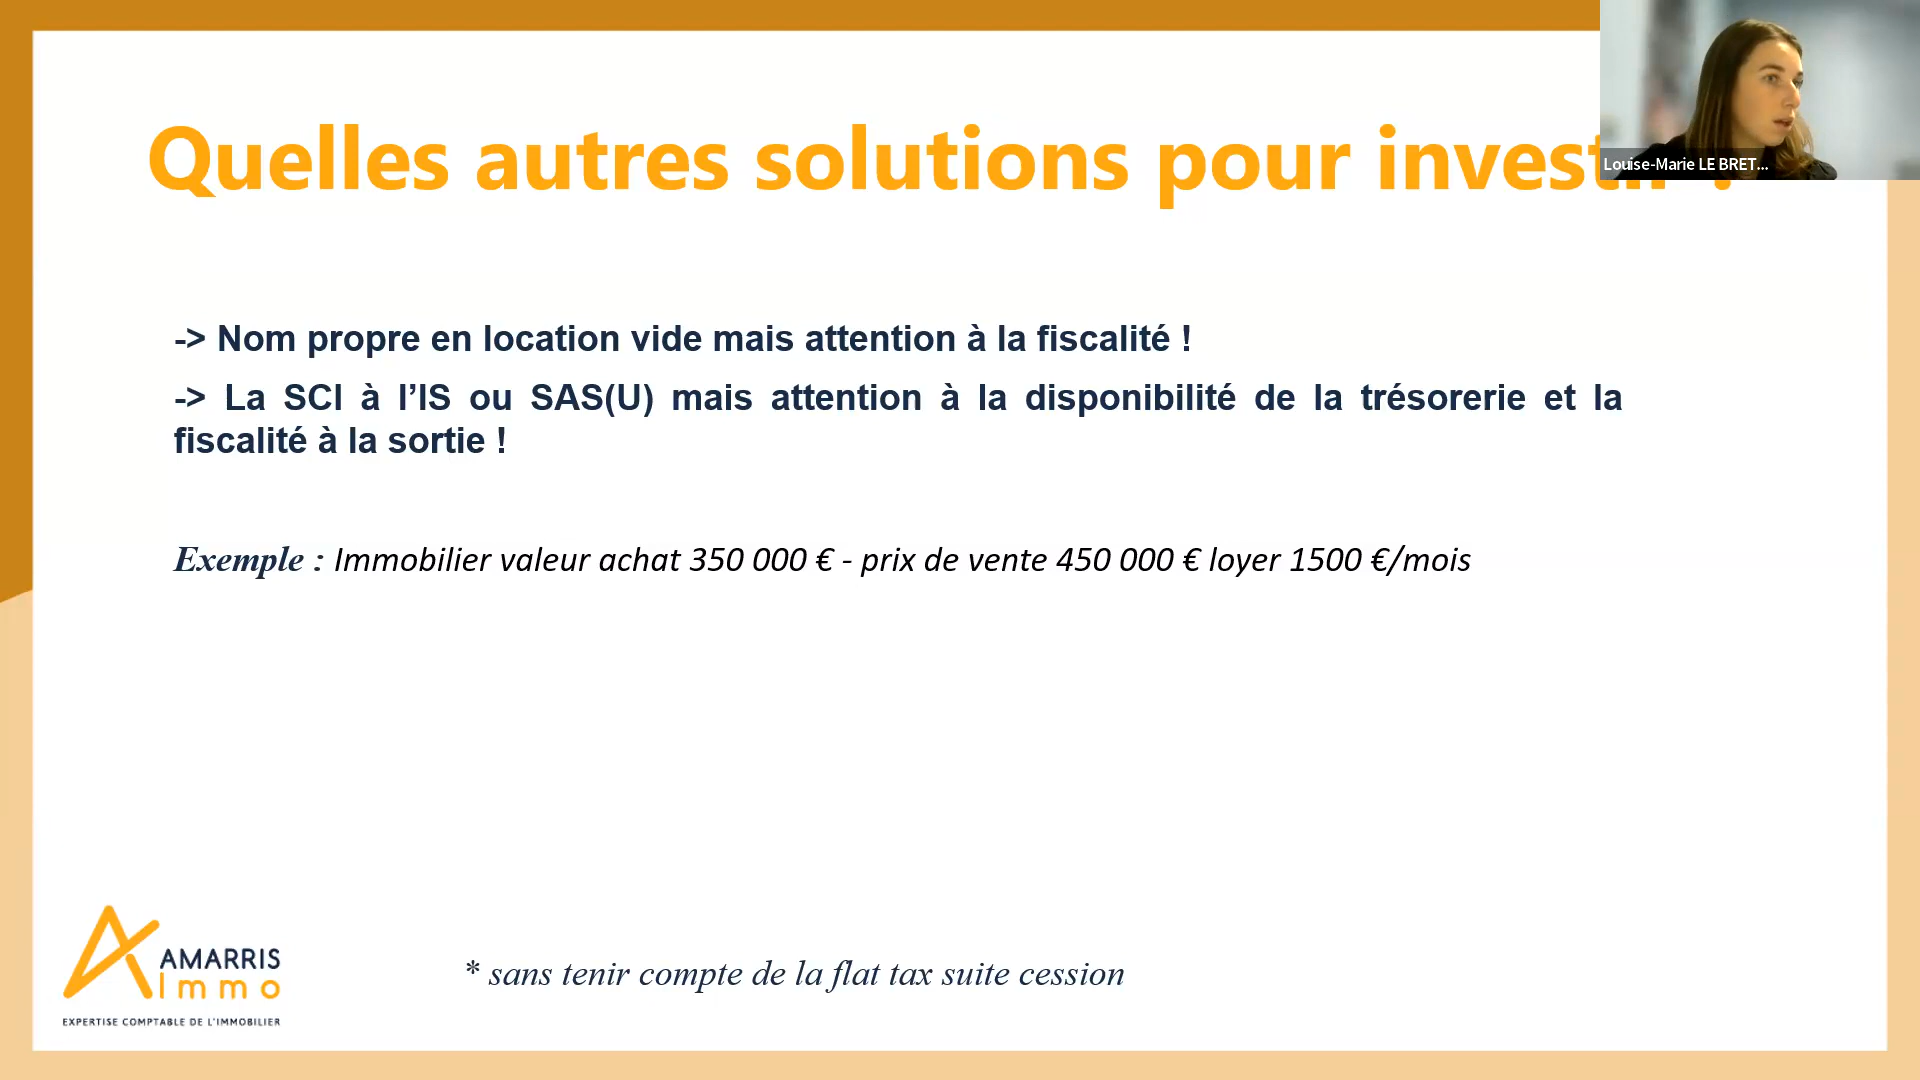 Quelles autres solutions pour
Louise-Marie LE BRET...
-> Nom propre en location vide mais attention à la fiscalité !
-> La SCI à l’IS ou SAS(U) mais attention à la disponibilité de la trésorerie et la
fiscalité à la sortie !
Exemple : Immobilier valeur achat 350 000 € - prix de vente 450 000 € loyer 1500 €/mois
AMARRIS
Immo
EXPERTISE COMPTABLE DE L'IMMOBILIER
* sans tenir compte de la flat tax suite cession